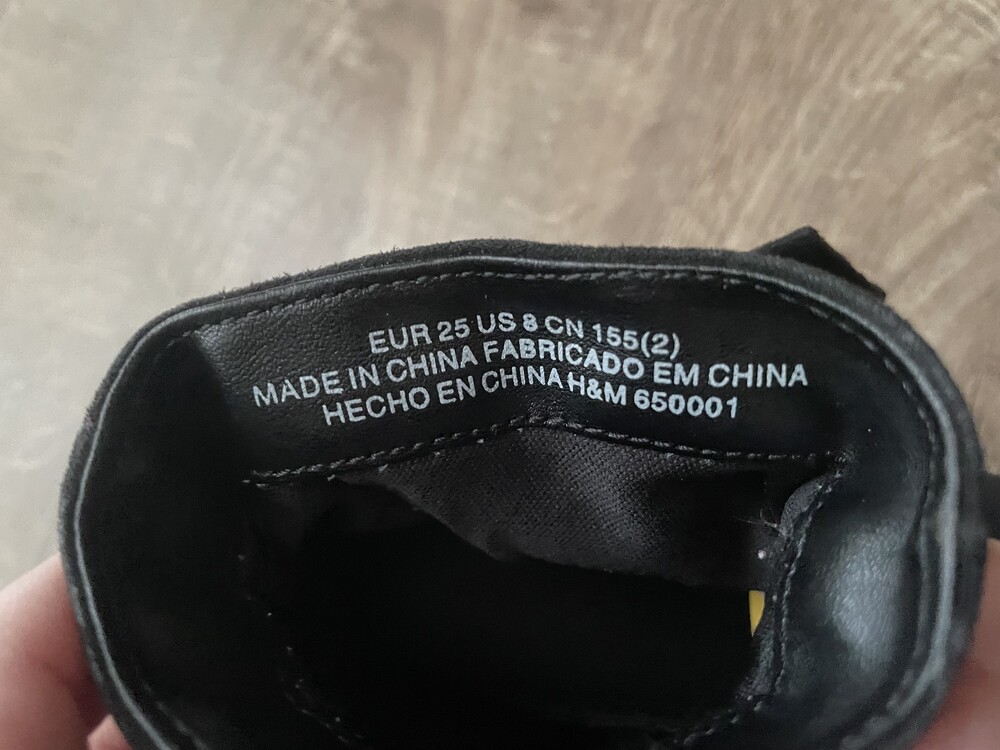 EUR 25 US 8 CN 155(2)
MADE IN CHINA FABRICADO EM CHINA
HECHO EN CHINA H&M 650001